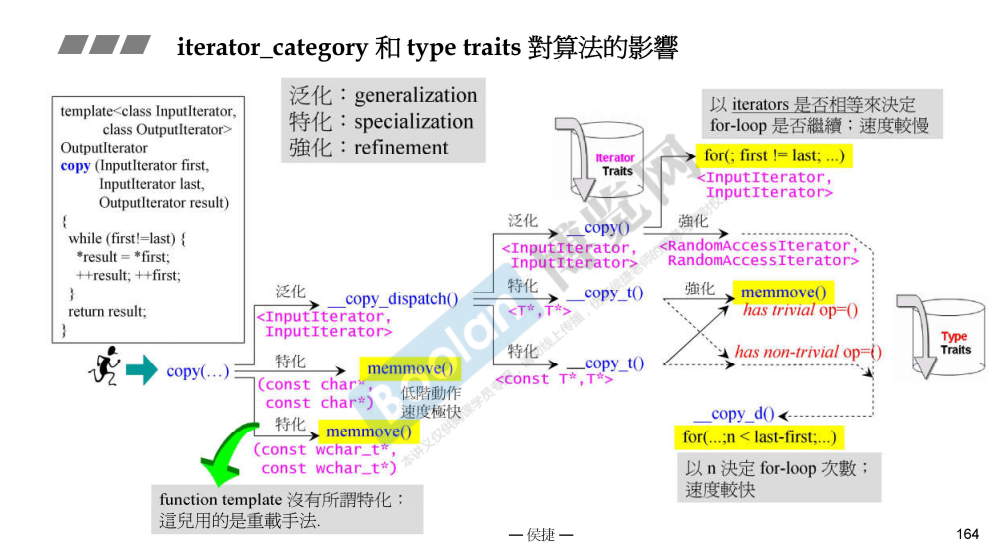 iterator_category 和 type traits 對算法的影響
template<class InputIterator,
class OutputIterator>
OutputIterator
copy (InputIterator first,
InputIterator last,
OutputIterator result)
{
while (first!=last) {
*result = *first;
++result; ++first;
}
return result;
}
泛化：generalization
特化：specialization
強化：refinement
copy(…)
泛化
<InputIterator,
InputIterator>
__copy_dispatch()
特化
(const char*,
const char*)
memmove()
低階動作
速度極快
特化
(const wchar_t*,
const wchar_t*)
memmove()
function template 沒有所謂特化；
這兒用的是重載手法.
Iterator
Traits
泛化
__copy()
<InputIterator,
InputIterator>
以 iterators 是否相等來決定
for-loop 是否繼續；速度較慢
for(; first != last; ...)
<InputIterator,
InputIterator>
強化
<RandomAccessIterator,
RandomAccessIterator>
特化
__copy_t()
<T*,T*>
強化
memmove()
has trivial op=()
特化
__copy_t()
<const T*,T*>
has non-trivial op=()
Type
Traits
__copy_d()
for(...;n < last-first;...)
以 n 決定 for-loop 次數；
速度較快
Boolan
博览网
— 侯捷 —
164